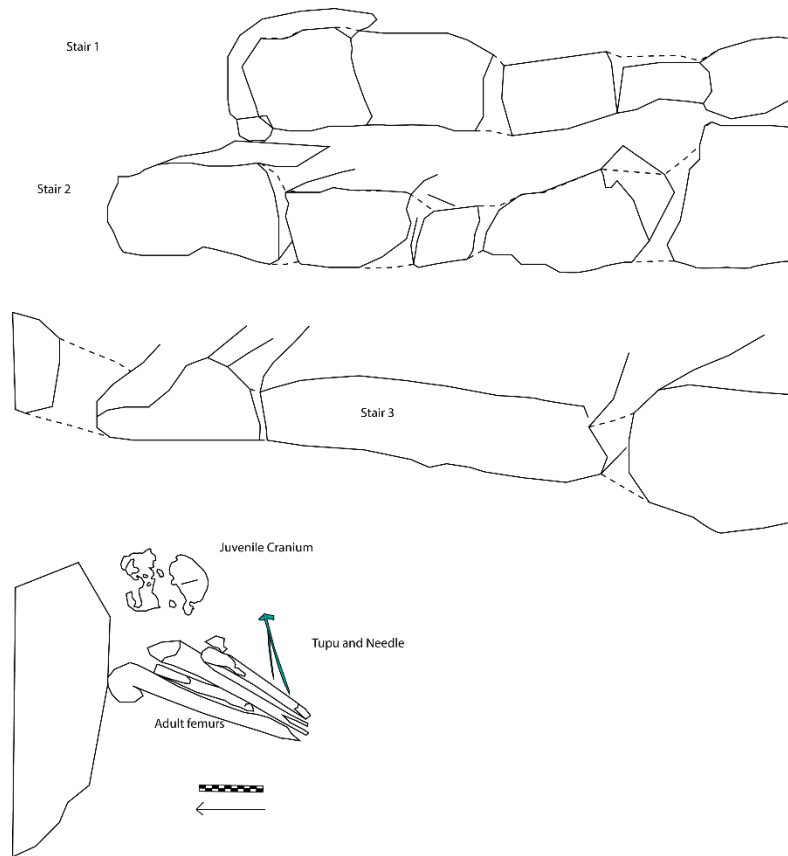 Stair 1
Stair 2
Stair 3
Juvenile Cranium
Tupu and Needle
Adult femurs